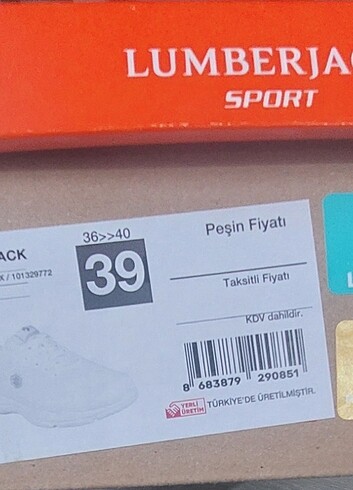 LUMBERJAC
SPORT
36>>40
ACK
K / 101329772
39
Peşin Fiyatı
Taksitli Fiyatı
KDV dahildir.
8 683879 290851
YERLİ
ÜRETİM
TÜRKİYE'DE ÜRETİLMİŞTİR.